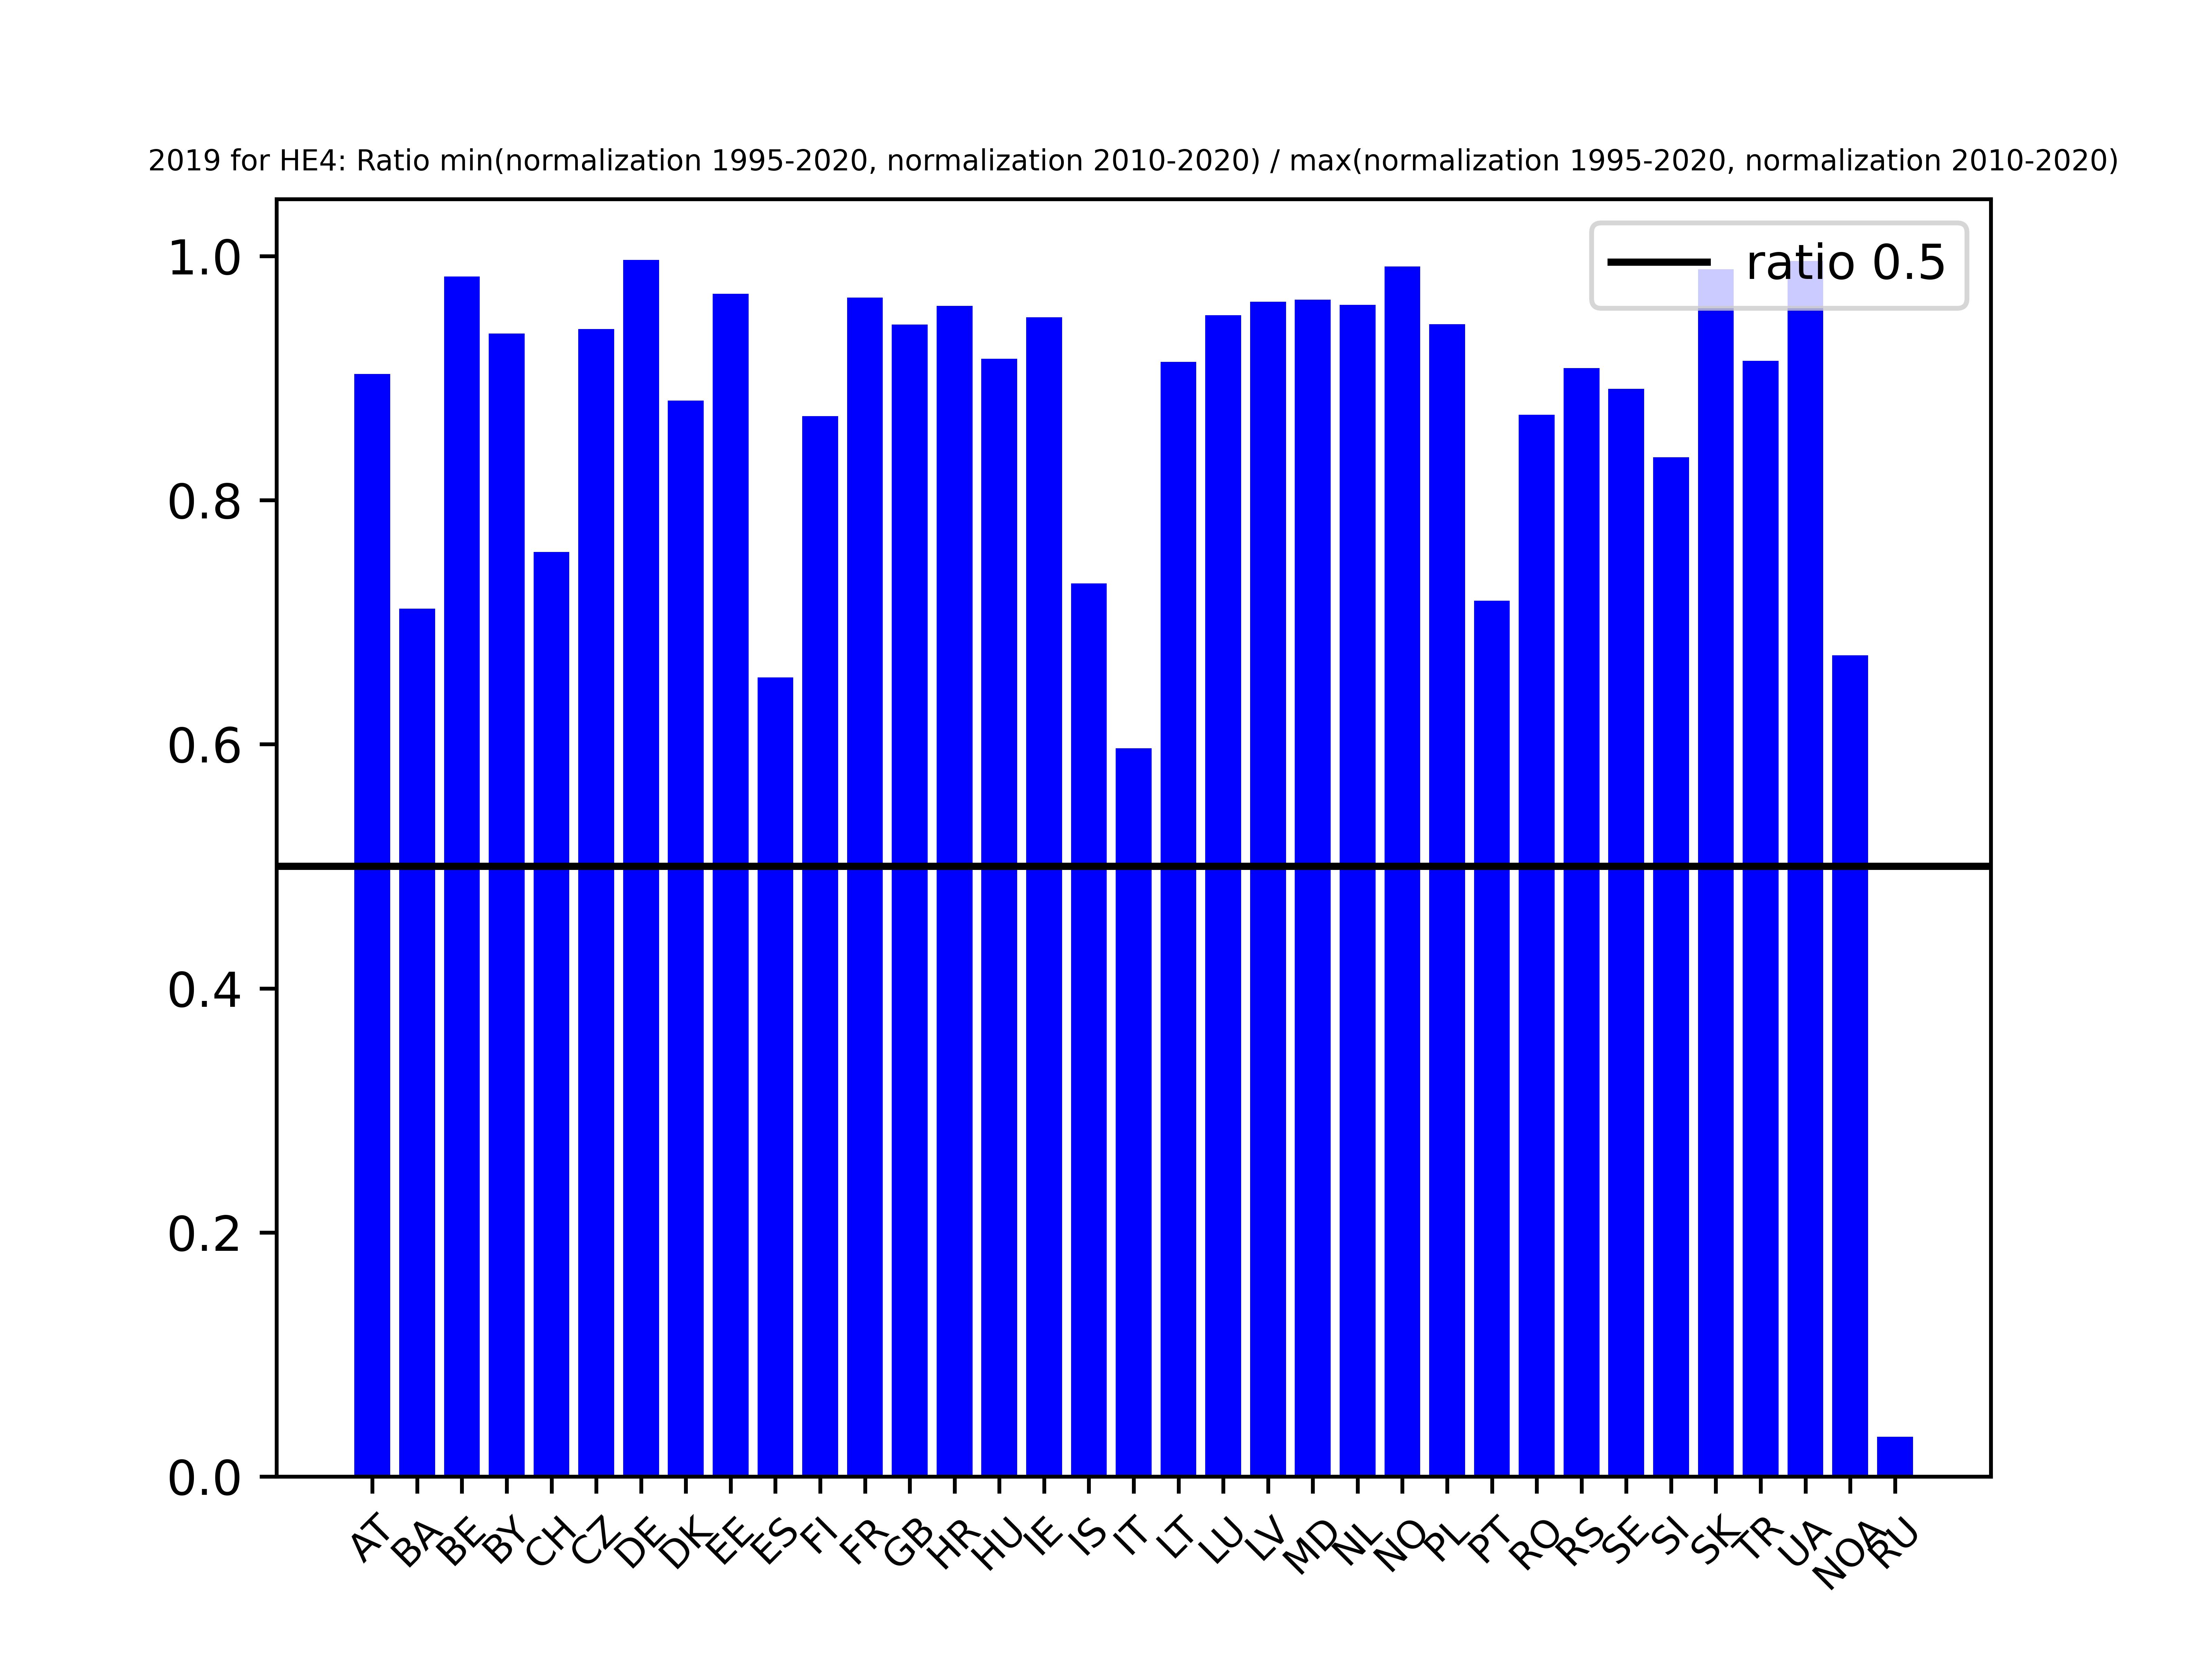 2019 for HE4: Ratio min(normalization 1995-2020, normalization 2010-2020) / max(normalization 1995-2020, normalization 2010-2020)
ratio 0.5
1.0
0.8
0.6
0.4
0.2
0.0
AT BA BE BY CH CZ DE DK EE ES FI FR GB HR HU IE IS IT LT LU LV MD NL NO PL PT RO RS SE SI SK TR UA NOA RU